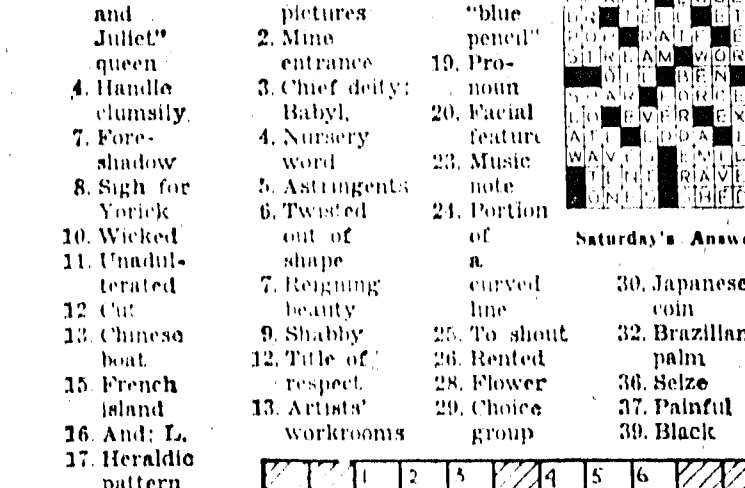 and
Juliet"
queen
4. Handle
clumsily.
7. Fore-
shadow
8. Sigh for
Yorick
10. Wicked
11. Unadul-
terated
12 Cut
13. Chinese
boat.
15. French
island
16. And: L.
17. Heraldic
pattern
pictures
2. Mine
entrance
3. Chief deity:
Babyl.
4. Nursery
word
5. Astringents
6. Twisted
out of
shape
7. Reigning
beauty
9. Shabby
12. Title of
respect
13. Artists'
workrooms
"blue
pencil"
19. Pro-
noun
20. Facial
feature
23. Music
note
24. Portion
of
a
curved
line
25. To shout
26. Rented
28. Flower
29. Choice
group
Saturday's Answe
30. Japanese
coin
32. Brazilian
palm
36. Seize
37. Painful
39. Black
1 2 3 4 5 6